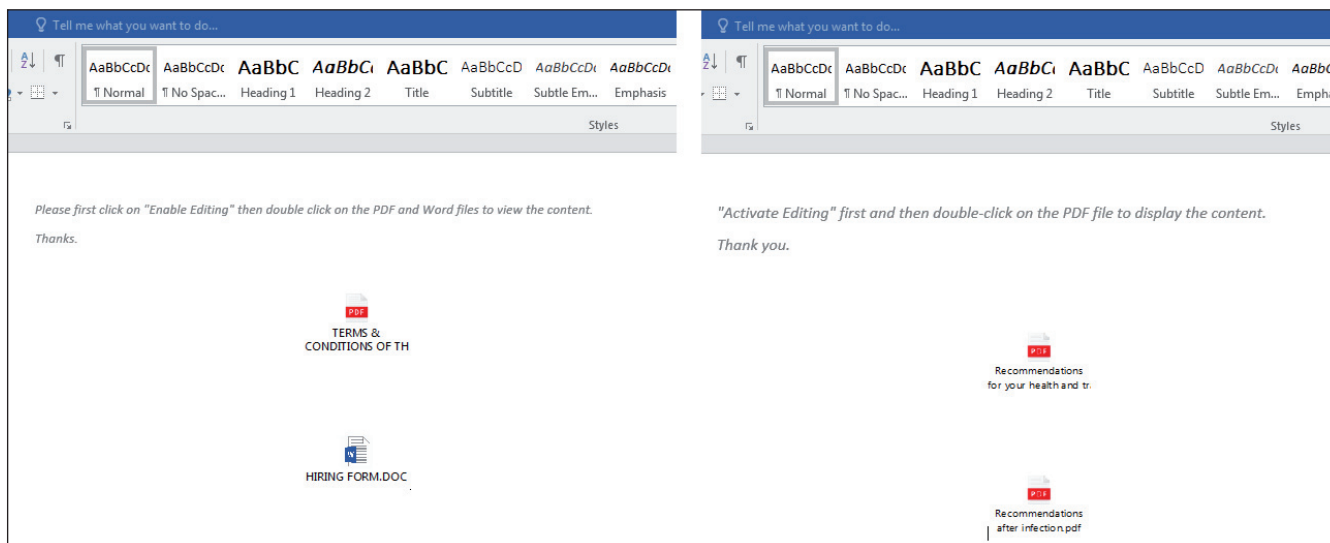 Tell me what you want to do...
AaBbCcDc AaBbCcDc AaBbC AaBbCc AaBbC AaBbCcD AaBbCcDc AaBbCcDc
¶ Normal ¶ No Spac... Heading 1 Heading 2 Title Subtitle Subtle Em... Emphasis
Styles
Please first click on "Enable Editing" then double click on the PDF and Word files to view the content.
Thanks.
PDF
TERMS &
CONDITIONS OF TH
W
HIRING FORM.DOC
Tell me what you want to do...
AaBbCcDc AaBbCcDc AaBbC AaBbCc AaBbC AaBbCcD AaBbCcDc AaBbC
¶ Normal ¶ No Spac... Heading 1 Heading 2 Title Subtitle Subtle Em... Empha
Styles
"Activate Editing" first and then double-click on the PDF file to display the content.
Thank you.
PDF
Recommendations
for your health and tr
PDF
Recommendations
after infection.pdf